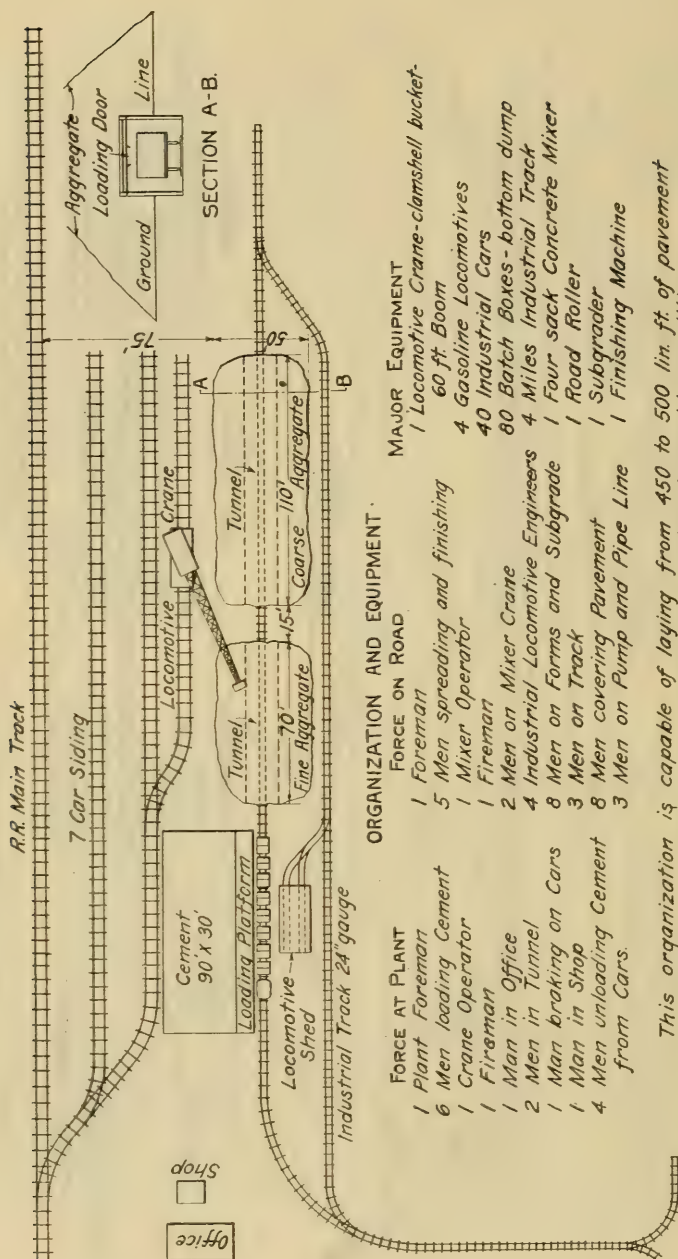 R.R. Main Track
7 Car Siding
Office
Shop
Cement
90' x 30'
Loading Platform
Locomotive
Shed
Industrial Track 24" gauge
Locomotive Crane
Tunnel
70'
Fine Aggregate
15'
Tunnel
110'
Coarse Aggregate
75'
50'
A
B
Aggregate
Loading Door
Ground Line
SECTION A-B.
ORGANIZATION AND EQUIPMENT
FORCE AT PLANT
1 Plant Foreman
6 Men loading Cement
1 Crane Operator
1 Fireman
1 Man in Office
2 Men in Tunnel
1 Man braking on Cars
1 Man in Shop
4 Men unloading Cement
from Cars.
FORCE ON ROAD
1 Foreman
5 Men spreading and finishing
1 Mixer Operator
1 Fireman
2 Men on Mixer Crane
4 Industrial Locomotive Engineers
8 Men on Forms and Subgrade
3 Men on Track
8 Men covering Pavement
3 Men on Pump and Pipe Line
MAJOR EQUIPMENT
1 Locomotive Crane-clamshell bucket-
60 ft. Boom
4 Gasoline Locomotives
40 Industrial Cars
80 Batch Boxes-bottom dump
4 Miles Industrial Track
1 Four sack Concrete Mixer
1 Road Roller
1 Subgrader
1 Finishing Machine
This organization is capable of laying from 450 to 500 lin. ft. of pavement